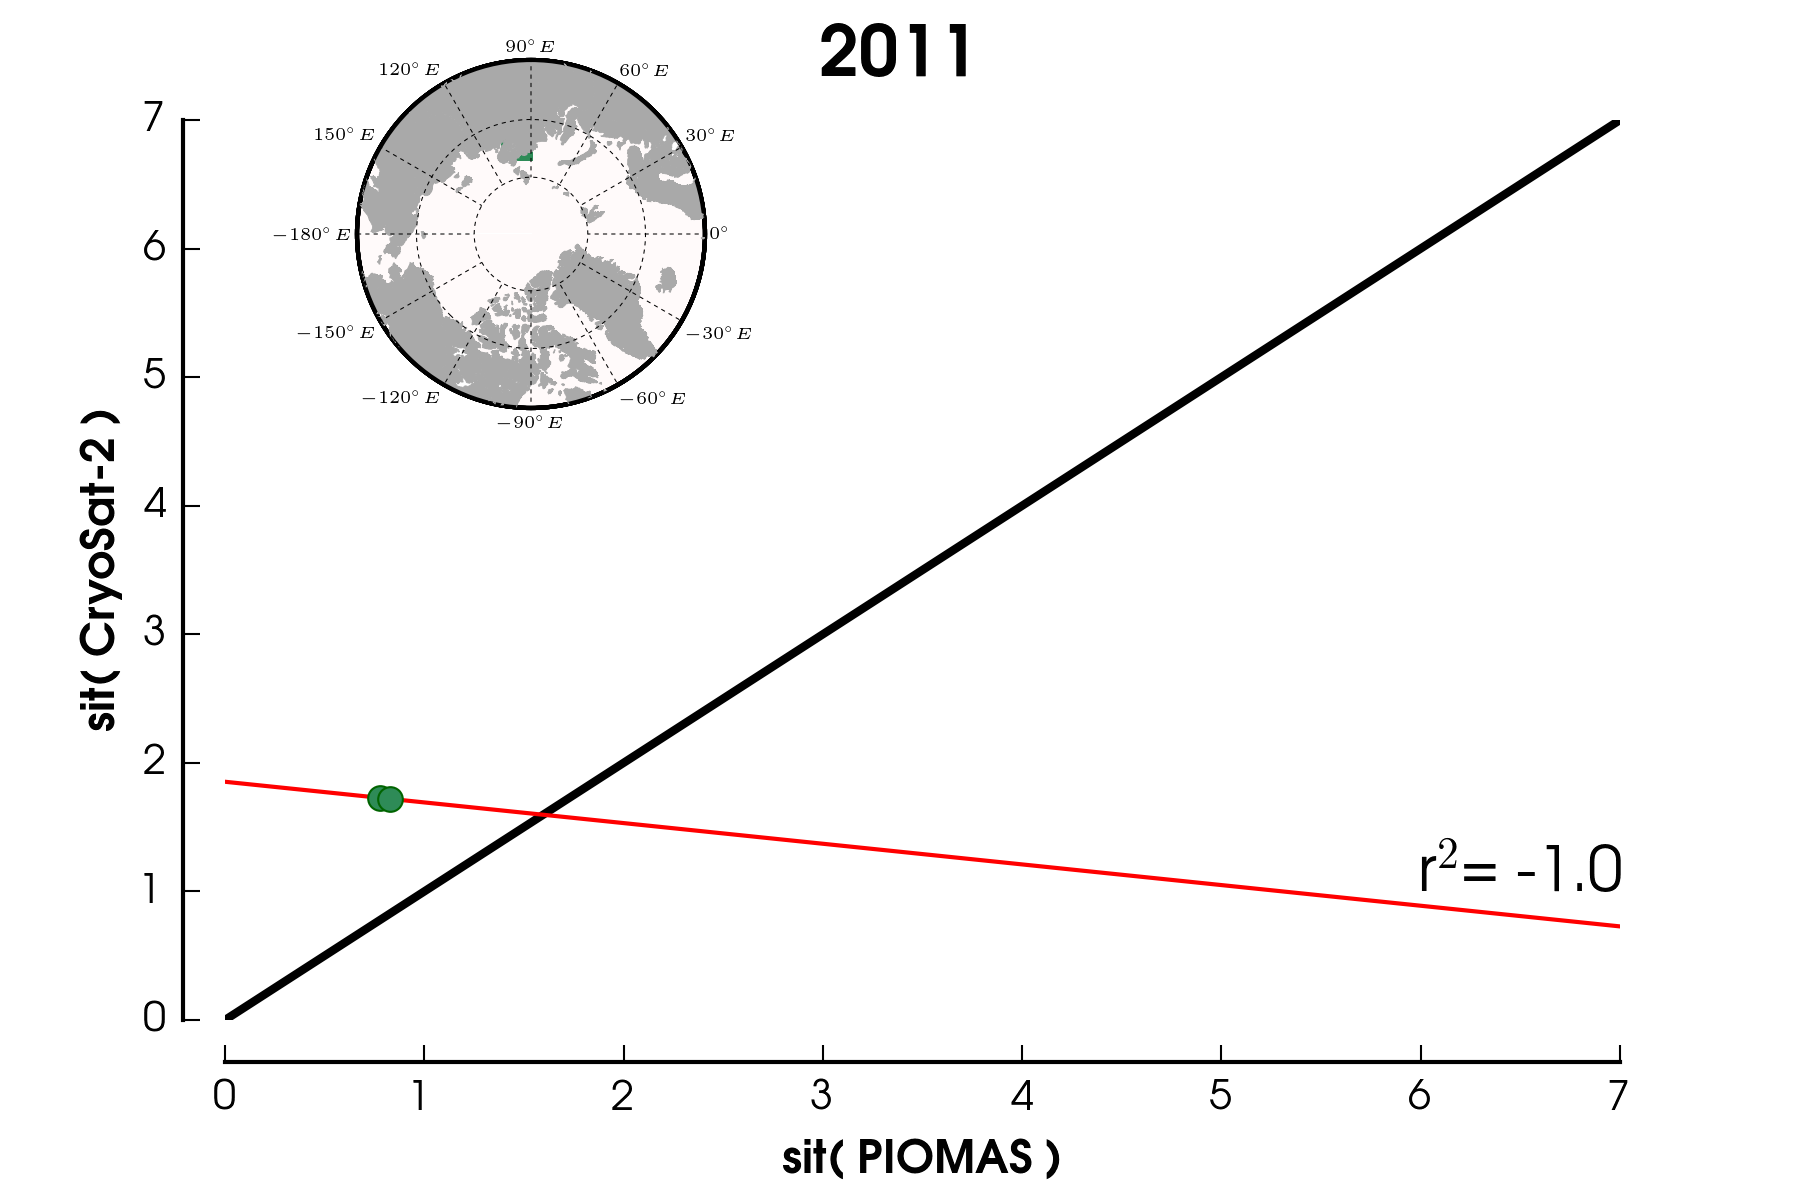 2011
90° E
120° E
60° E
150° E
30° E
−180° E
0°
−150° E
−30° E
−120° E
−60° E
−90° E
7
6
5
4
3
2
1
0
sit( CryoSat-2 )
r²= -1.0
0 1 2 3 4 5 6 7
sit( PIOMAS )